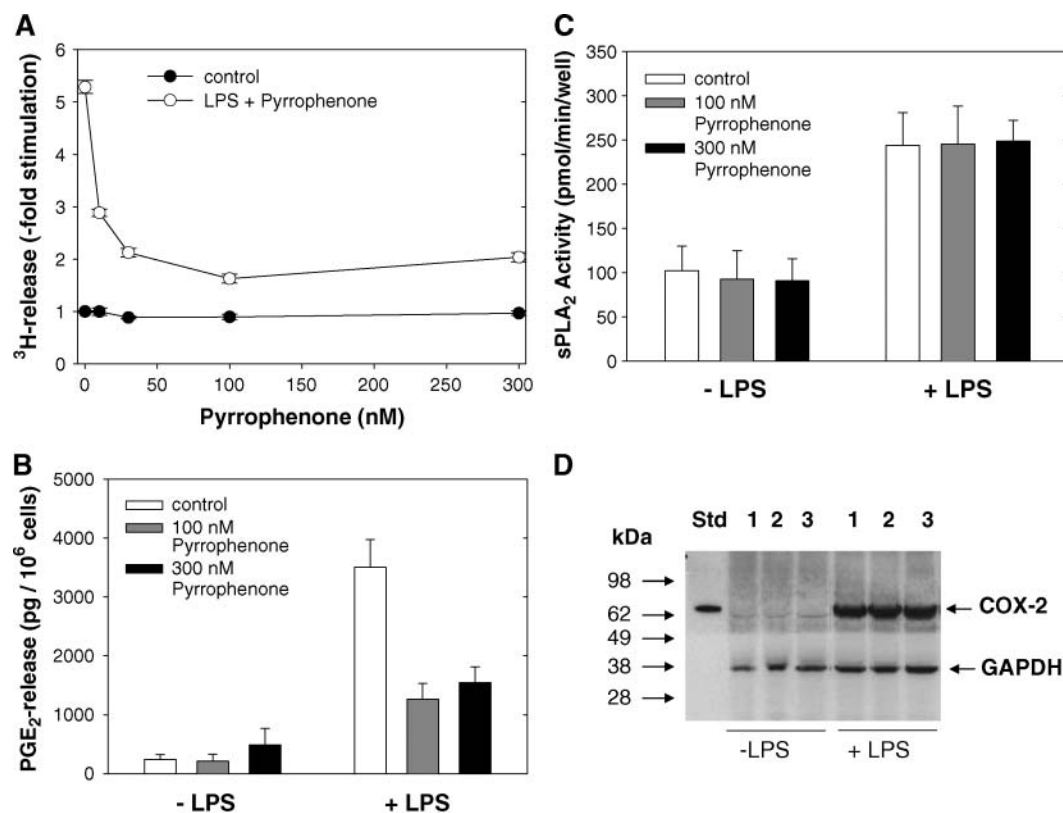 A
6
5
4
3
2
1
0
³H-release (-fold stimulation)
control
LPS + Pyrrophenone
0 50 100 150 200 250 300
Pyrrophenone (nM)
B
5000
4000
3000
2000
1000
0
PGE₂-release (pg / 10⁶ cells)
control
100 nM
Pyrrophenone
300 nM
Pyrrophenone
- LPS + LPS
C
350
300
250
200
150
100
50
0
sPLA₂ Activity (pmol/min/well)
control
100 nM
Pyrrophenone
300 nM
Pyrrophenone
- LPS + LPS
D
Std 1 2 3 1 2 3
kDa
98
62
49
38
28
COX-2
GAPDH
-LPS + LPS